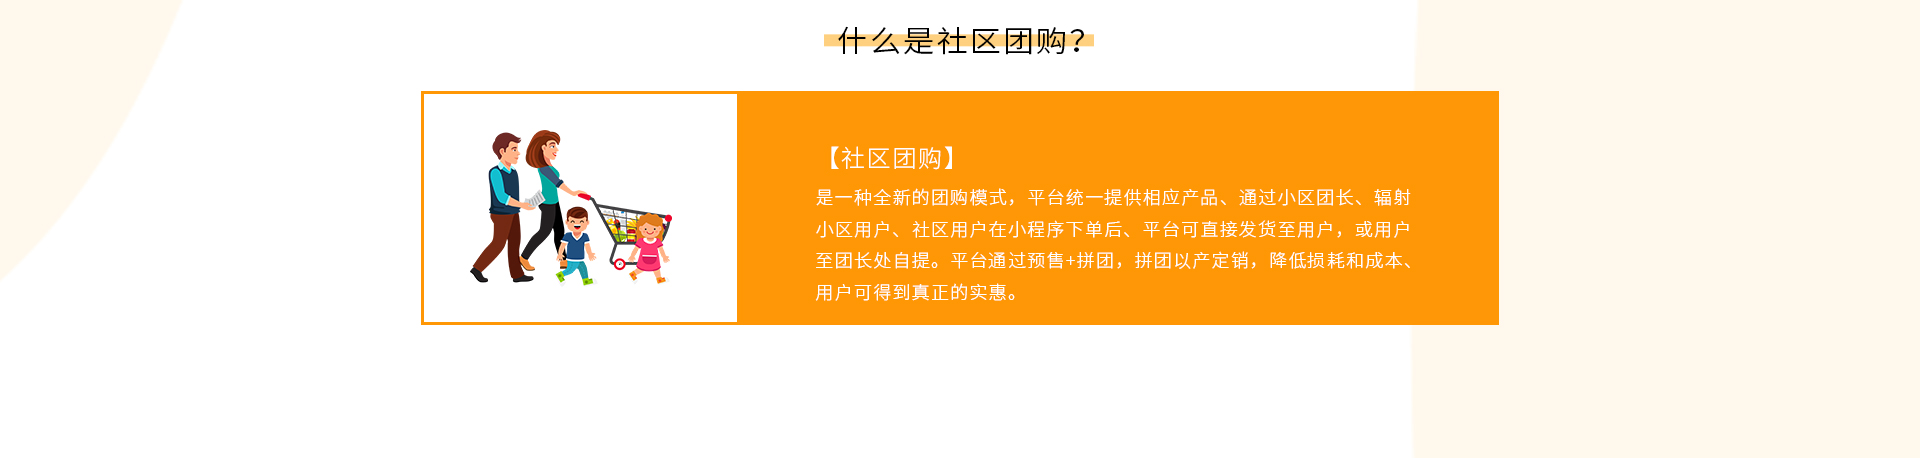 什么是社区团购?
【社区团购】
是一种全新的团购模式，平台统一提供相应产品、通过小区团长、辐射
小区用户、社区用户在小程序下单后、平台可直接发货至用户，或用户
至团长处自提。平台通过预售+拼团，拼团以产定销，降低损耗和成本、
用户可得到真正的实惠。